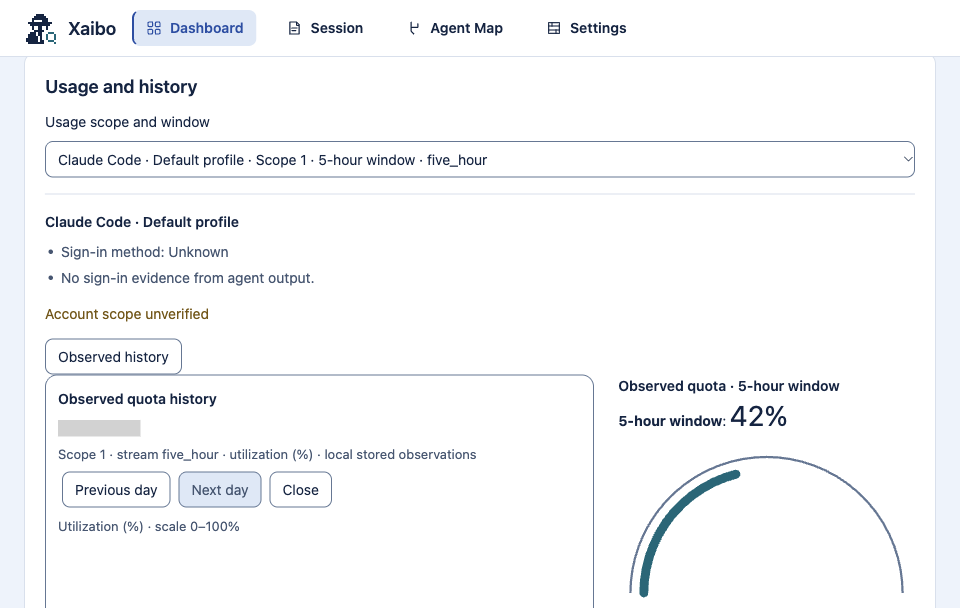 Xaibo
Dashboard
Session
Agent Map
Settings
Usage and history
Usage scope and window
Claude Code · Default profile · Scope 1 · 5-hour window · five_hour
Claude Code · Default profile
• Sign-in method: Unknown
• No sign-in evidence from agent output.
Account scope unverified
Observed history
Observed quota history
Scope 1 · stream five_hour · utilization (%) · local stored observations
Previous day
Next day
Close
Utilization (%) · scale 0–100%
Observed quota · 5-hour window
5-hour window: 42%